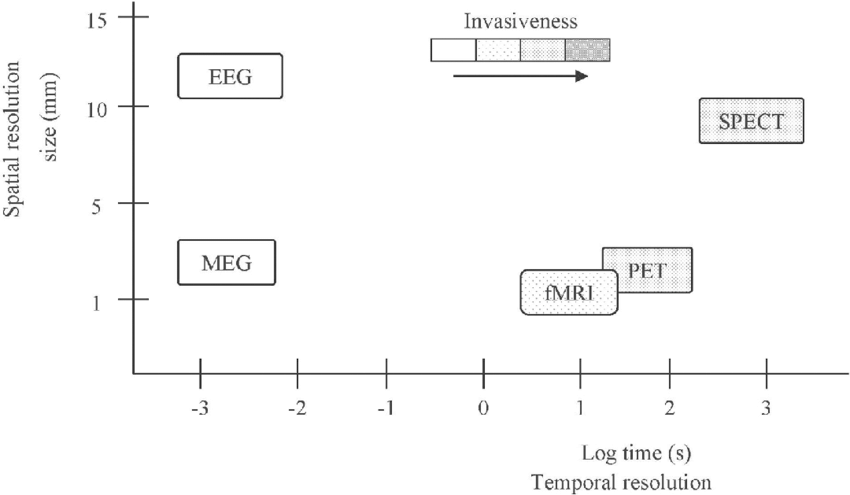 15
Invasiveness
EEG
10
SPECT
Spatial resolution
size (mm)
5
MEG
PET
fMRI
1
-3 -2 -1 0 1 2 3
Log time (s)
Temporal resolution